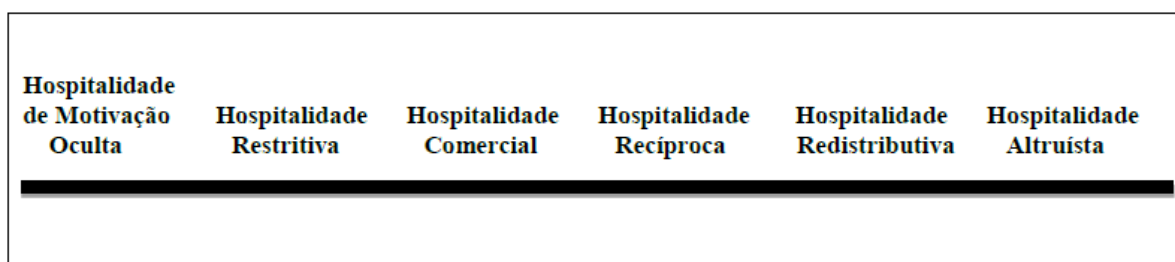 Hospitalidade
de Motivação
Oculta
Hospitalidade
Restritiva
Hospitalidade
Comercial
Hospitalidade
Recíproca
Hospitalidade
Redistributiva
Hospitalidade
Altruísta